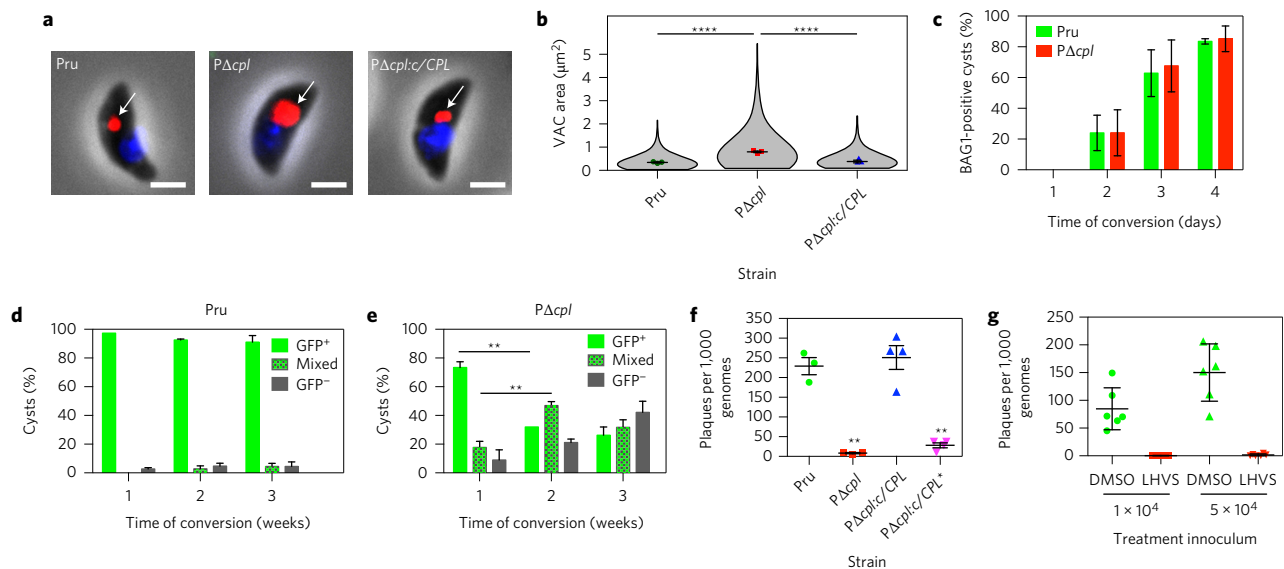 a
Pru
PΔcpl
PΔcpl:c/CPL
b
VAC area (μm²)
5
4
3
2
1
0
****
****
Pru
PΔcpl
PΔcpl:c/CPL
Strain
c
BAG1-positive cysts (%)
100
80
60
40
20
0
Pru
PΔcpl
1 2 3 4
Time of conversion (days)
d
Pru
Cysts (%)
100
80
60
40
20
0
GFP⁺
Mixed
GFP⁻
1 2 3
Time of conversion (weeks)
e
PΔcpl
Cysts (%)
100
80
60
40
20
0
**
**
GFP⁺
Mixed
GFP⁻
1 2 3
Time of conversion (weeks)
f
Plaques per 1,000
genomes
350
300
250
200
150
100
50
0
**
**
Pru
PΔcpl
PΔcpl:c/CPL
PΔcpl:c/CPL*
Strain
g
Plaques per 1,000
genomes
250
200
150
100
50
0
DMSO LHVS DMSO LHVS
1 × 10⁴ 5 × 10⁴
Treatment innoculum